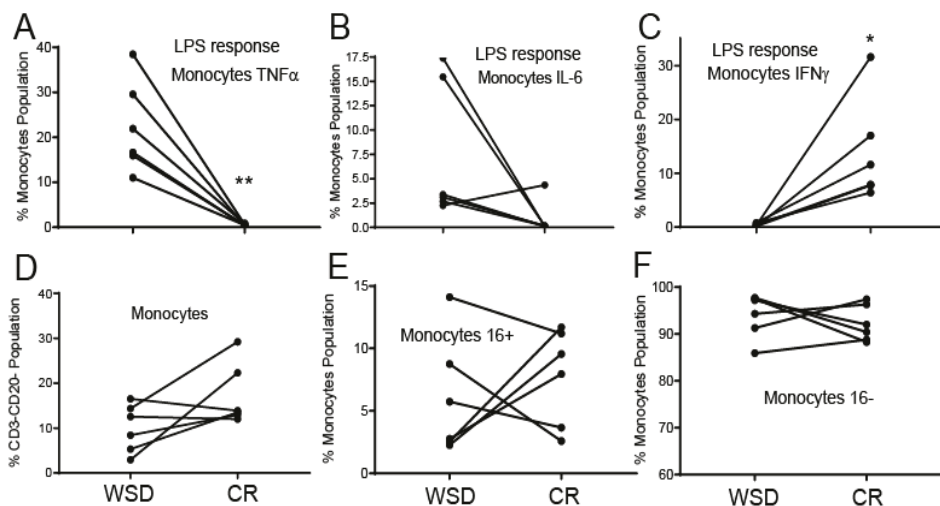 A
LPS response
Monocytes TNFα
% Monocytes Population
40
30
20
10
0
**
B
LPS response
Monocytes IL-6
% Monocytes Population
17.5
15.0
12.5
10.0
7.5
5.0
2.5
0.0
C
LPS response
Monocytes IFNγ
% Monocytes Population
30
20
10
0
*
D
Monocytes
% CD3-CD20- Population
40
30
20
10
0
WSD
CR
E
Monocytes 16+
% Monocytes Population
15
10
5
0
WSD
CR
F
Monocytes 16-
% Monocytes Population
100
90
80
70
60
WSD
CR